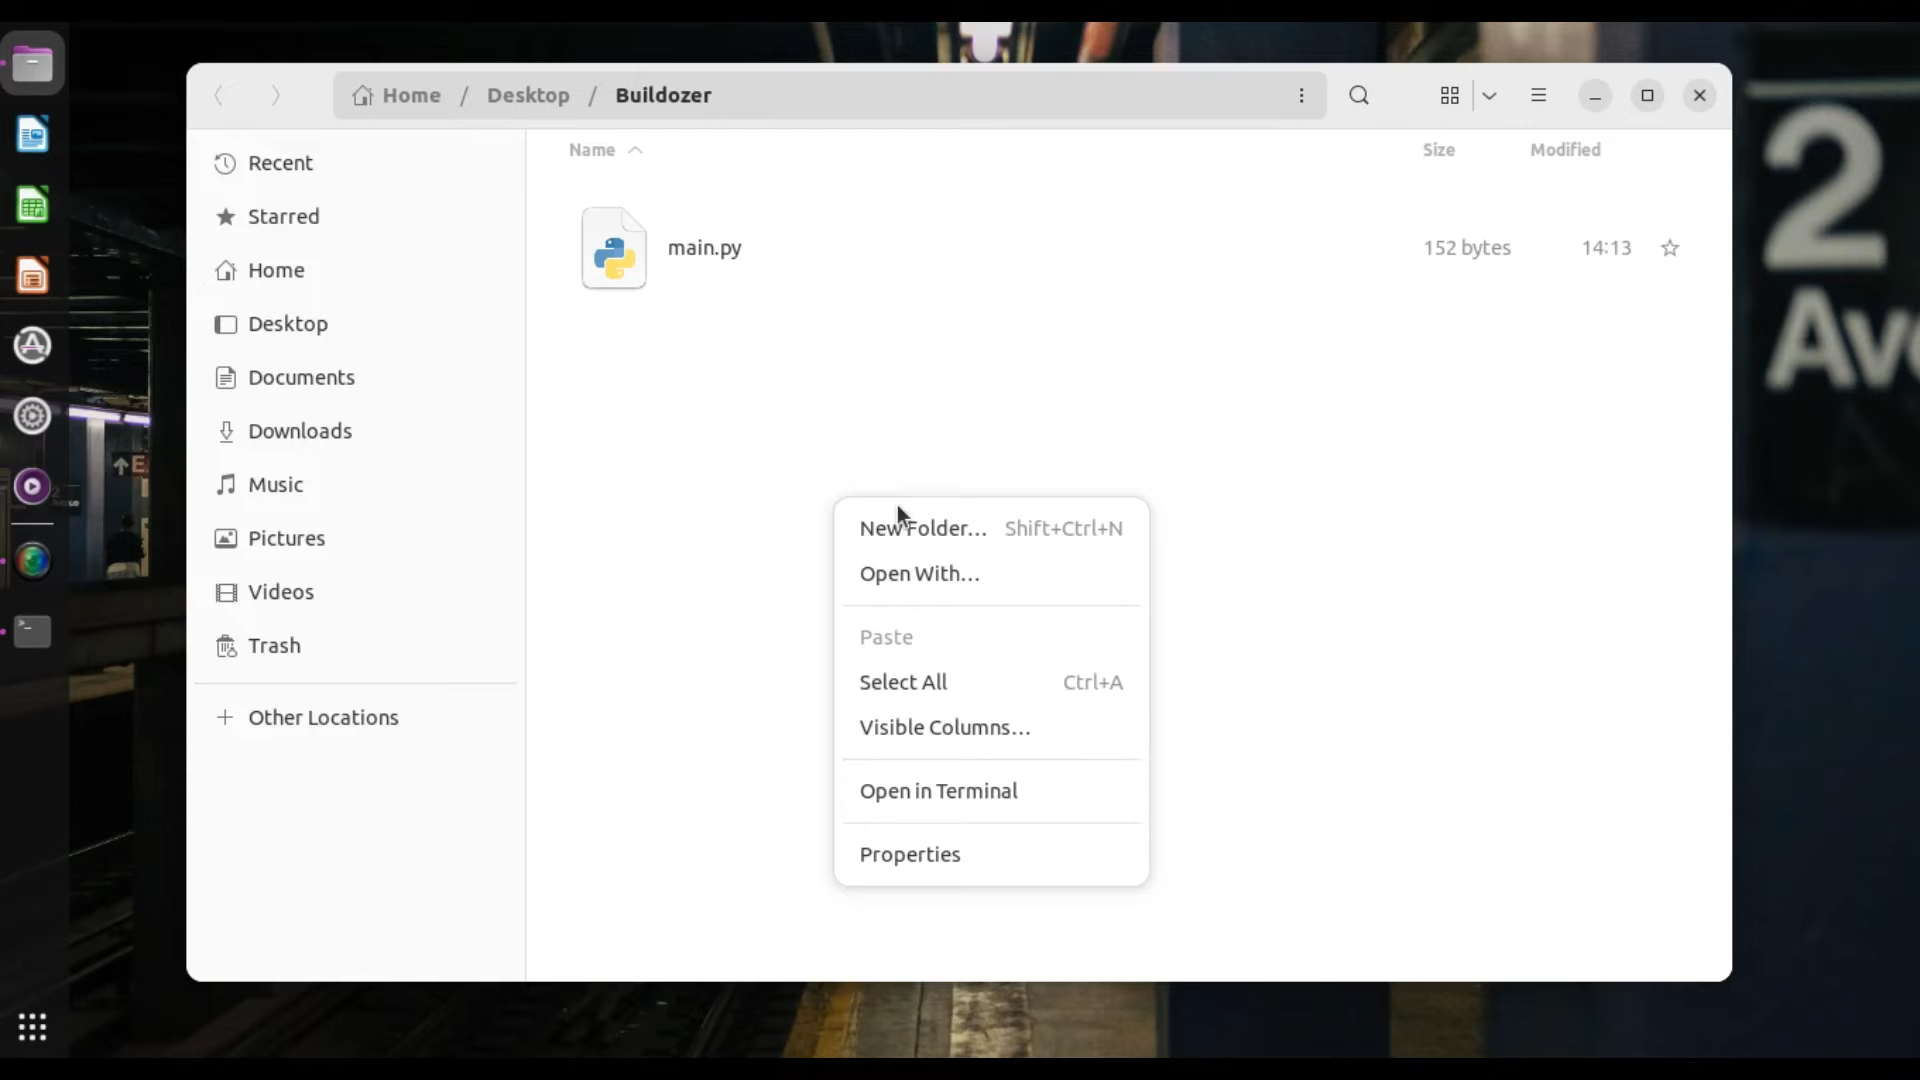 Home / Desktop / Buildozer
Recent
Starred
Home
Desktop
Documents
Downloads
Music
Pictures
Videos
Trash
+ Other Locations
Name Size Modified
main.py 152 bytes 14:13
New Folder... Shift+Ctrl+N
Open With...
Paste
Select All Ctrl+A
Visible Columns...
Open in Terminal
Properties
2
Ave